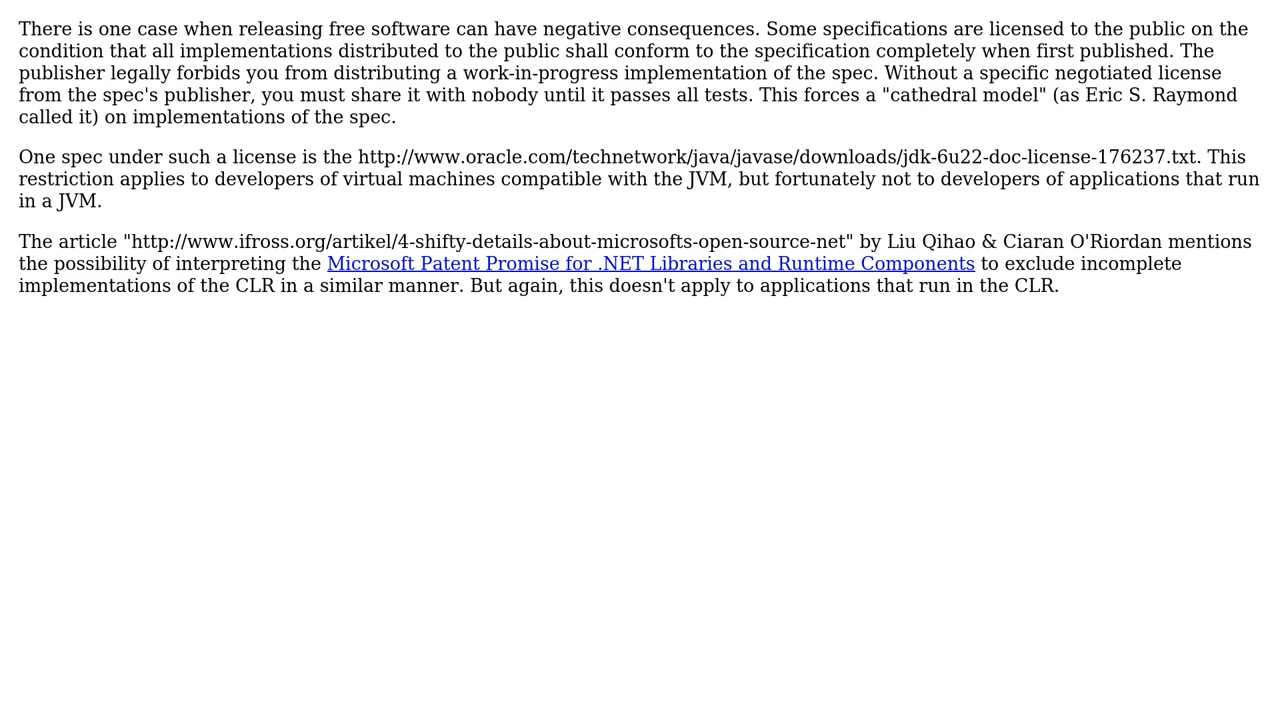 There is one case when releasing free software can have negative consequences. Some specifications are licensed to the public on the
condition that all implementations distributed to the public shall conform to the specification completely when first published. The
publisher legally forbids you from distributing a work-in-progress implementation of the spec. Without a specific negotiated license
from the spec's publisher, you must share it with nobody until it passes all tests. This forces a "cathedral model" (as Eric S. Raymond
called it) on implementations of the spec.
One spec under such a license is the http://www.oracle.com/technetwork/java/javase/downloads/jdk-6u22-doc-license-176237.txt. This
restriction applies to developers of virtual machines compatible with the JVM, but fortunately not to developers of applications that run
in a JVM.
The article "http://www.ifross.org/artikel/4-shifty-details-about-microsofts-open-source-net" by Liu Qihao & Ciaran O'Riordan mentions
the possibility of interpreting the Microsoft Patent Promise for .NET Libraries and Runtime Components to exclude incomplete
implementations of the CLR in a similar manner. But again, this doesn't apply to applications that run in the CLR.